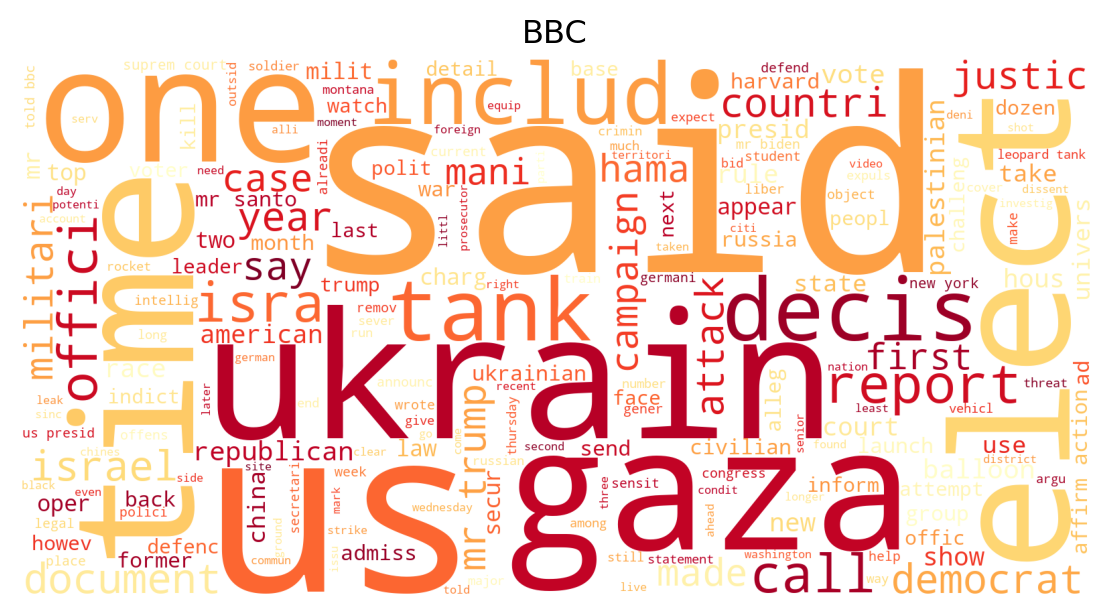 BBC
told bbc
suprem court
outsid
soldier
milit
montana
watch
moment
includ
equip
detail
base
defend
harvard
vote
justic
dozen
deni
shot
leopard tank
take
dissent
one
serv
kill
alli
said
foreign
current
crimin
much
territori
expect
countri
presid
mr biden
bid
student
rule
liber
citi
video
expuls
object
peopl
palestinian
challeng
mr
top
voter
day
potenti
account
time
need
case
mr santo
year
alreadi
last
polit
war
mani
littl
prosecutor
hama
next
taken
appear
russia
investig
make
cover
univers
elect
militari
offici
rocket
intellig
long
race
two
month
leader
say
trump
charg
train
germani
campaign
attack
state
new york
hous
isra
american
remov
sever
run
right
tank
decis
first
nation
report
threat
vehicl
least
leak
sinc
us presid
indict
offens
chines
german
later
announc
end
ukrain
ukrainian
recent
wrote
give
go
thursday
number
face
gener
alleg
court
senior
found
launch
use
district
argu
ad
affirm action
israel
black
side
even
republican
site
clear
law
come
russian
second
send
civilian
congress
condit
balloon
attempt
oper
back
polici
legal
place
howev
former
defenc
document
china
secretari
ground
commun
issu
week
mark
strike
us
admiss
wednesday
told
mr trump
major
secur
gaza
three
sensit
among
still
live
statement
made
ahead
washington
new
longer
inform
group
offic
help
way
call
show
democrat